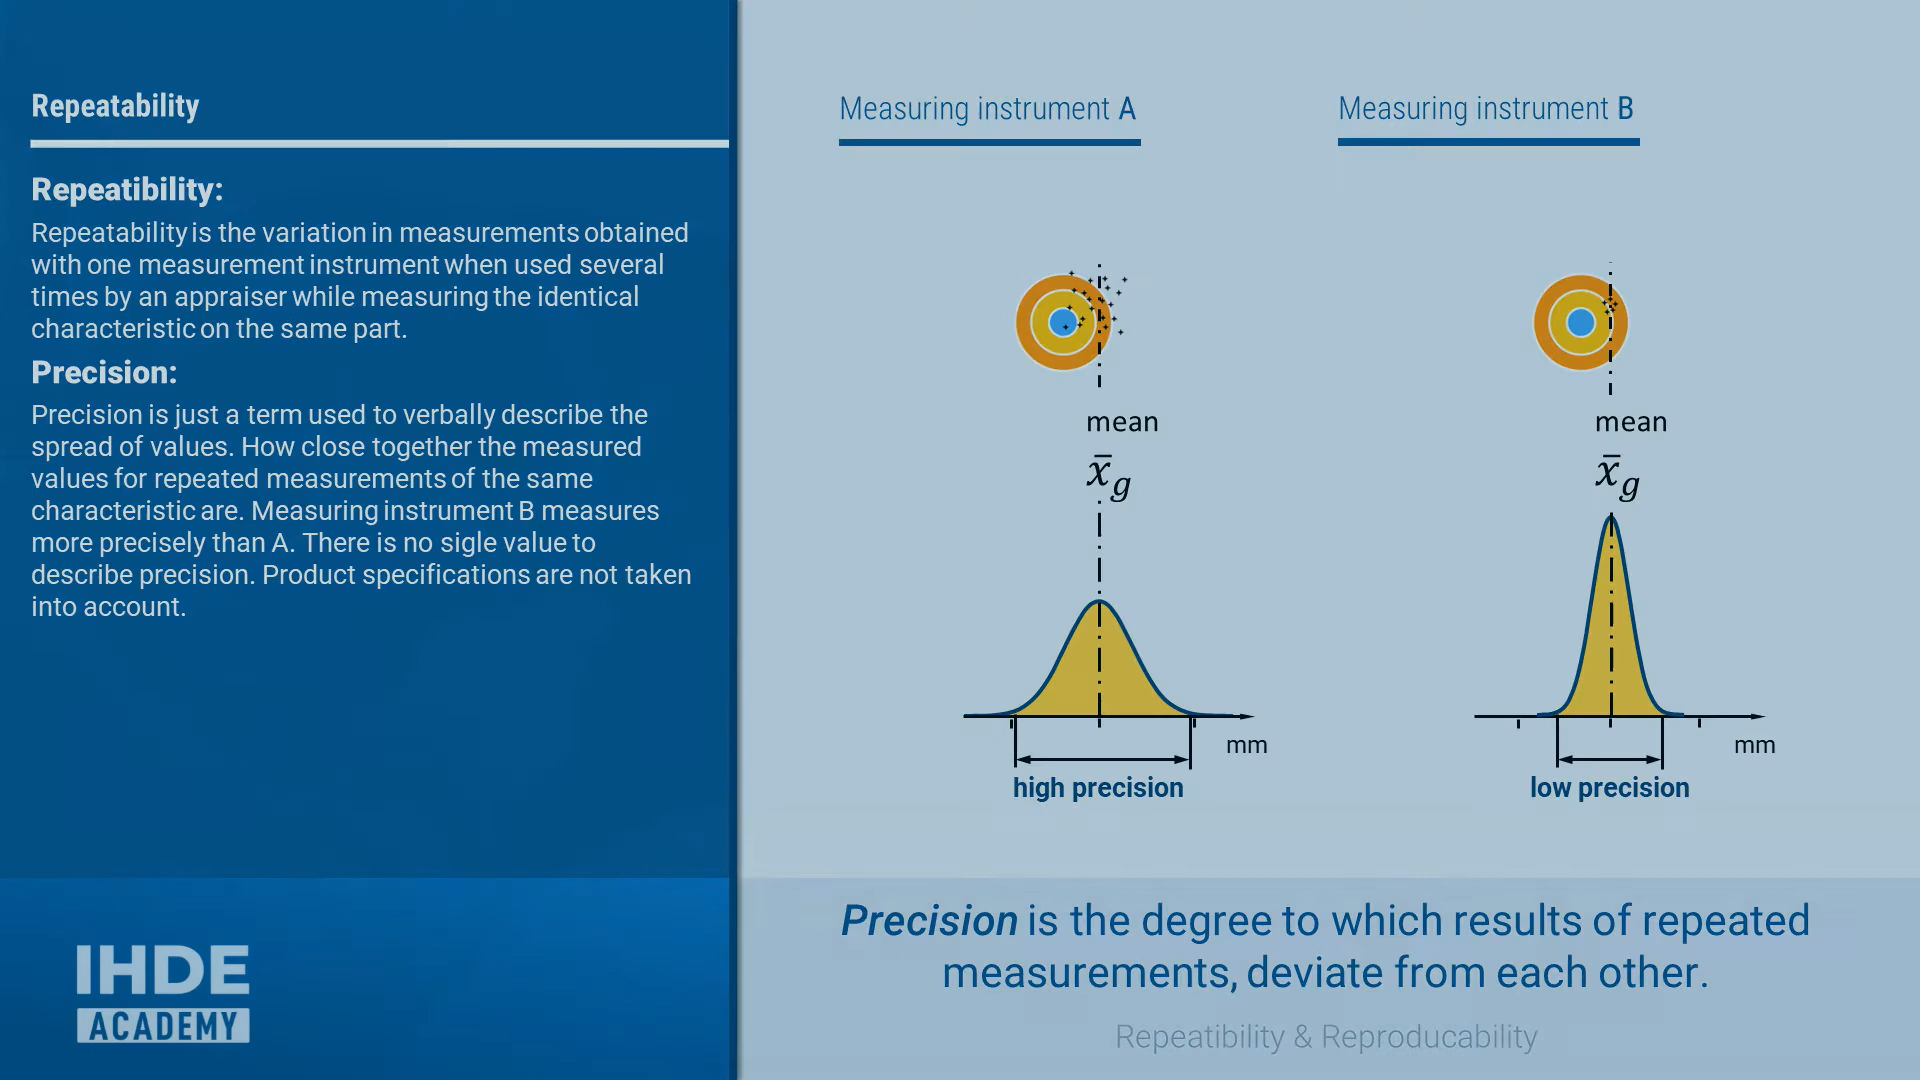 Repeatability
Repeatibility:
Repeatability is the variation in measurements obtained
with one measurement instrument when used several
times by an appraiser while measuring the identical
characteristic on the same part.
Precision:
Precision is just a term used to verbally describe the
spread of values. How close together the measured
values for repeated measurements of the same
characteristic are. Measuring instrument B measures
more precisely than A. There is no sigle value to
describe precision. Product specifications are not taken
into account.
IHDE
ACADEMY
Measuring instrument A
mean
x̄g
mm
high precision
Measuring instrument B
mean
x̄g
mm
low precision
Precision is the degree to which results of repeated
measurements, deviate from each other.
Repeatibility & Reproducability